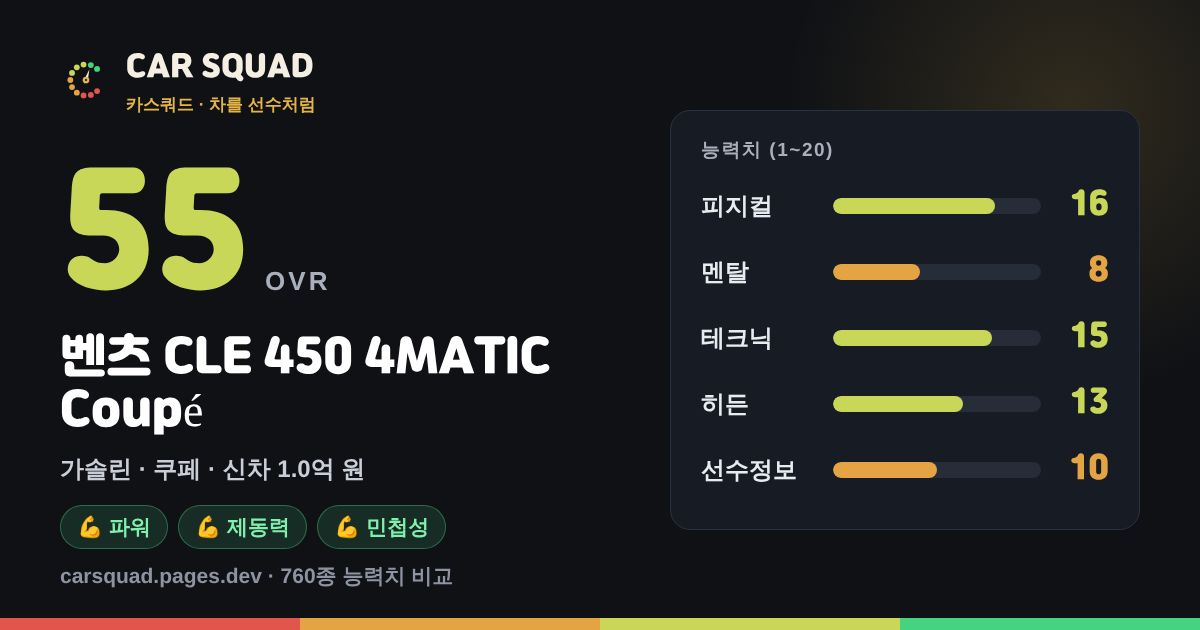 CAR SQUAD
카스쿼드 · 차를 선수처럼
55 OVR
벤츠 CLE 450 4MATIC
Coupé
가솔린 · 쿠페 · 신차 1.0억 원
💪 파워 💪 제동력 💪 민첩성
carsquad.pages.dev · 760종 능력치 비교
능력치 (1~20)
피지컬 16
멘탈 8
테크닉 15
히든 13
선수정보 10